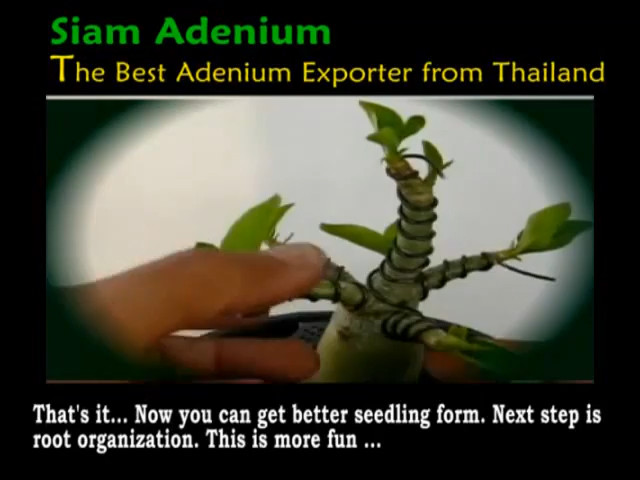 Siam Adenium
The Best Adenium Exporter from Thailand
That's it... Now you can get better seedling form. Next step is
root organization. This is more fun ...